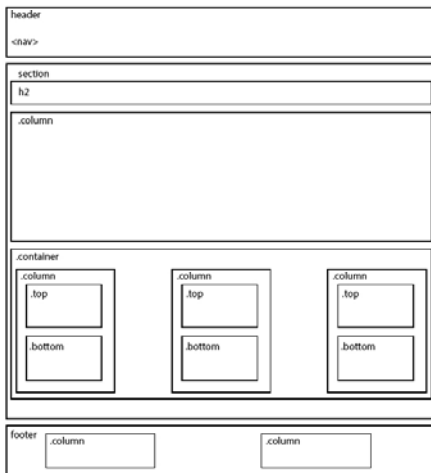 header
<nav>
section
h2
.column
.container
.column .column .column
.top .top .top
.bottom .bottom .bottom
footer .column .column